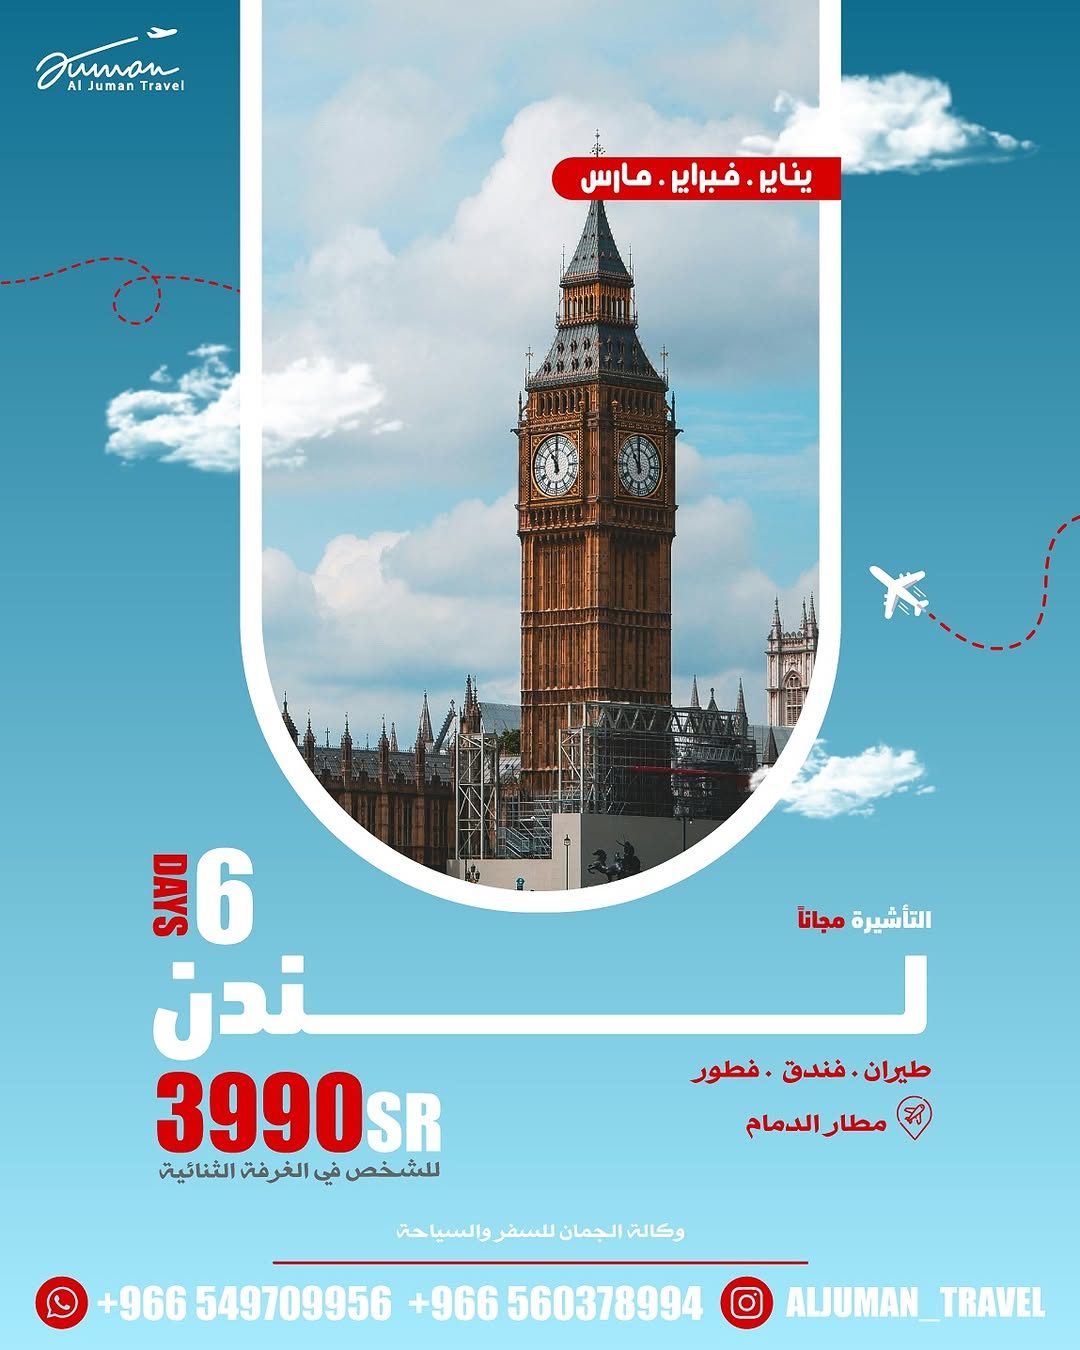 Juman
Al Juman Travel
يناير . فبراير . مارس
6 DAYS
التأشيرة مجاناً
لندن
طيران . فندق . فطور
مطار الدمام
3990SR
للشخص في الغرفة الثنائية
وكالة الجمان للسفر والسياحة
+966 549709956 +966 560378994 ALJUMAN_TRAVEL